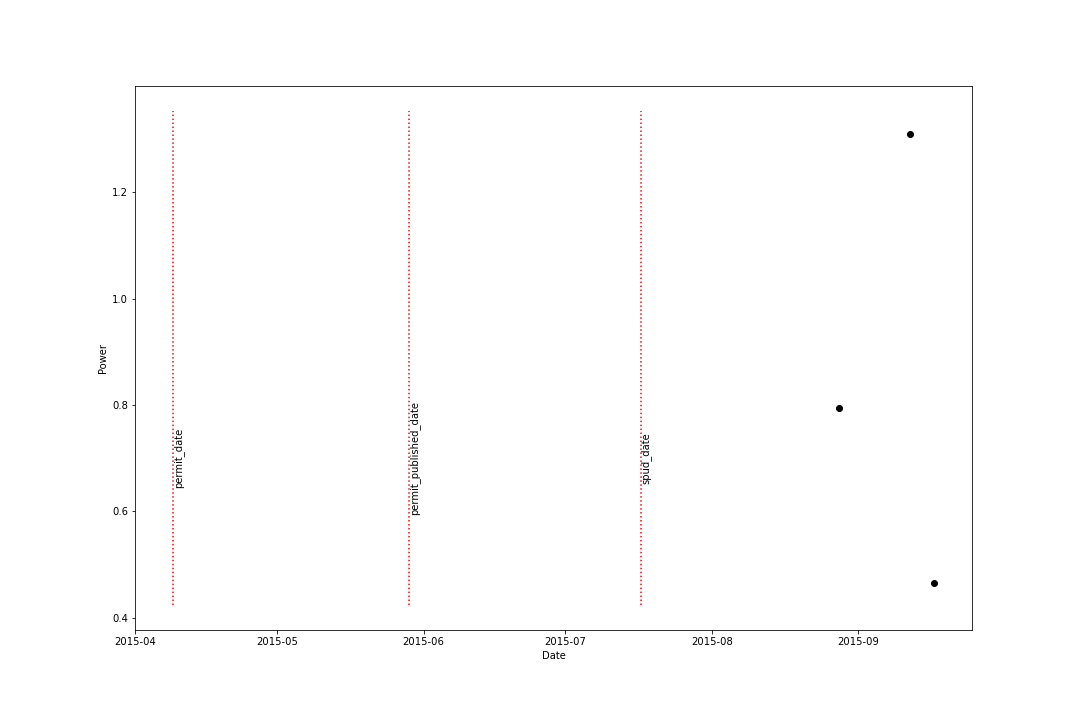 1.2
1.0
0.8
0.6
0.4
Power
permit_date
permit_published_date
spud_date
2015-04
2015-05
2015-06
2015-07
2015-08
2015-09
Date